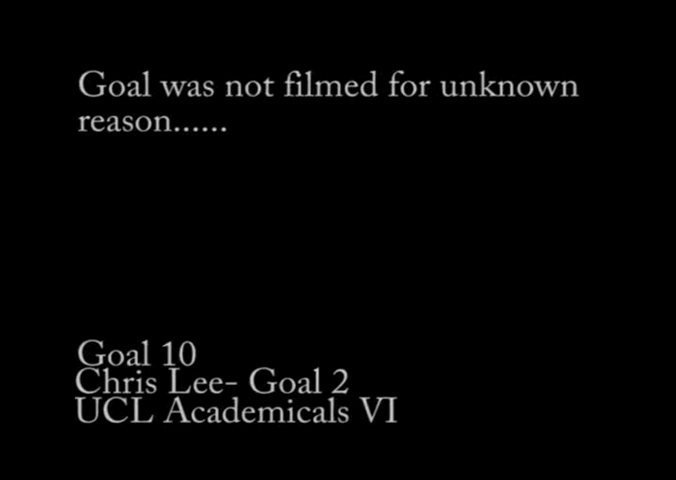 Goal was not filmed for unknown
reason......
Goal 10
Chris Lee- Goal 2
UCL Academicals VI